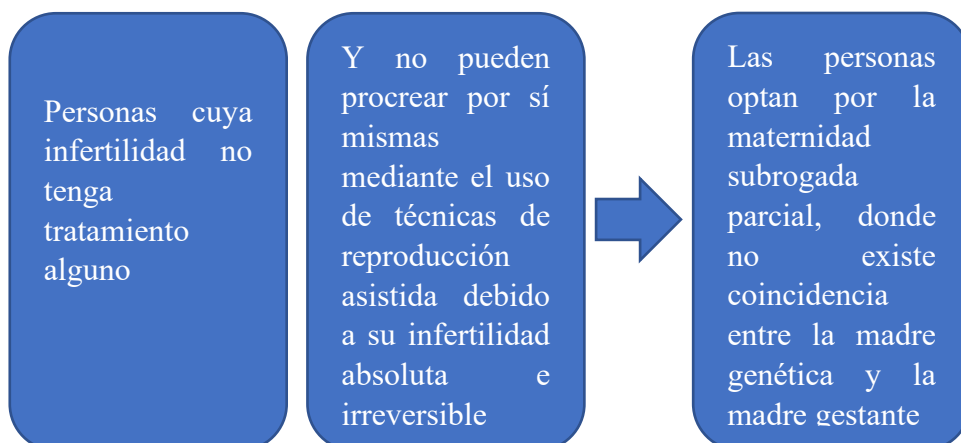 Personas cuya
infertilidad no
tenga
tratamiento
alguno
Y no pueden
procrear por sí
mismas
mediante el uso
de técnicas de
reproducción
asistida debido
a su infertilidad
absoluta e
irreversible
Las personas
optan por la
maternidad
subrogada
parcial, donde
no existe
coincidencia
entre la madre
genética y la
madre gestante